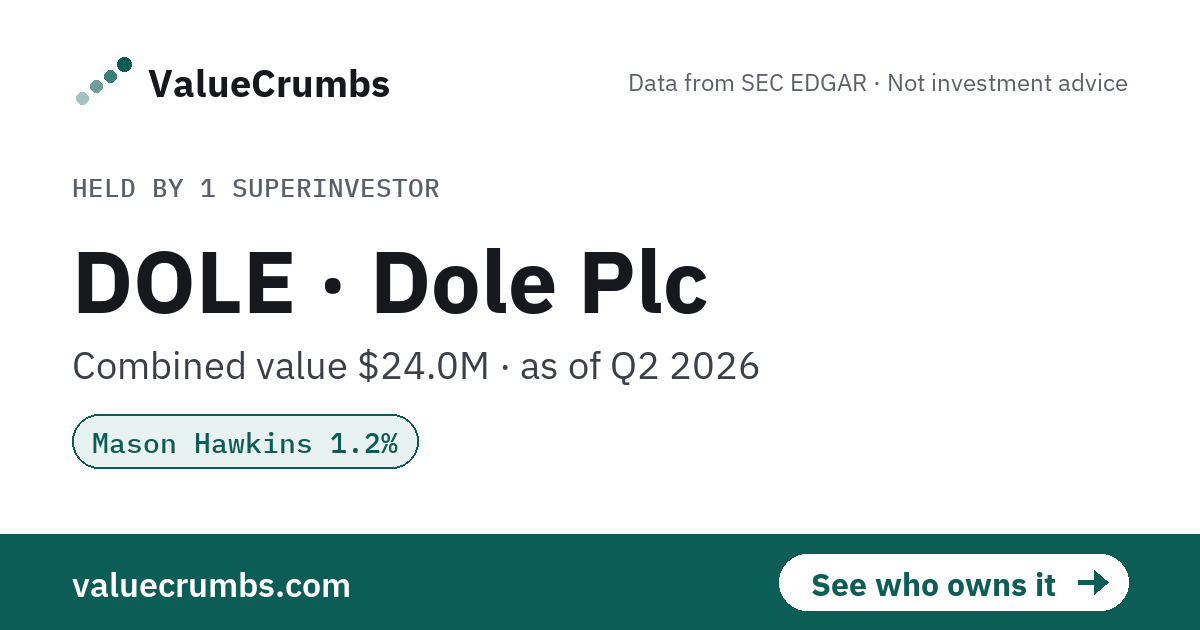 ValueCrumbs
Data from SEC EDGAR · Not investment advice
HELD BY 1 SUPERINVESTOR
DOLE · Dole Plc
Combined value $24.0M · as of Q2 2026
Mason Hawkins 1.2%
valuecrumbs.com
See who owns it →